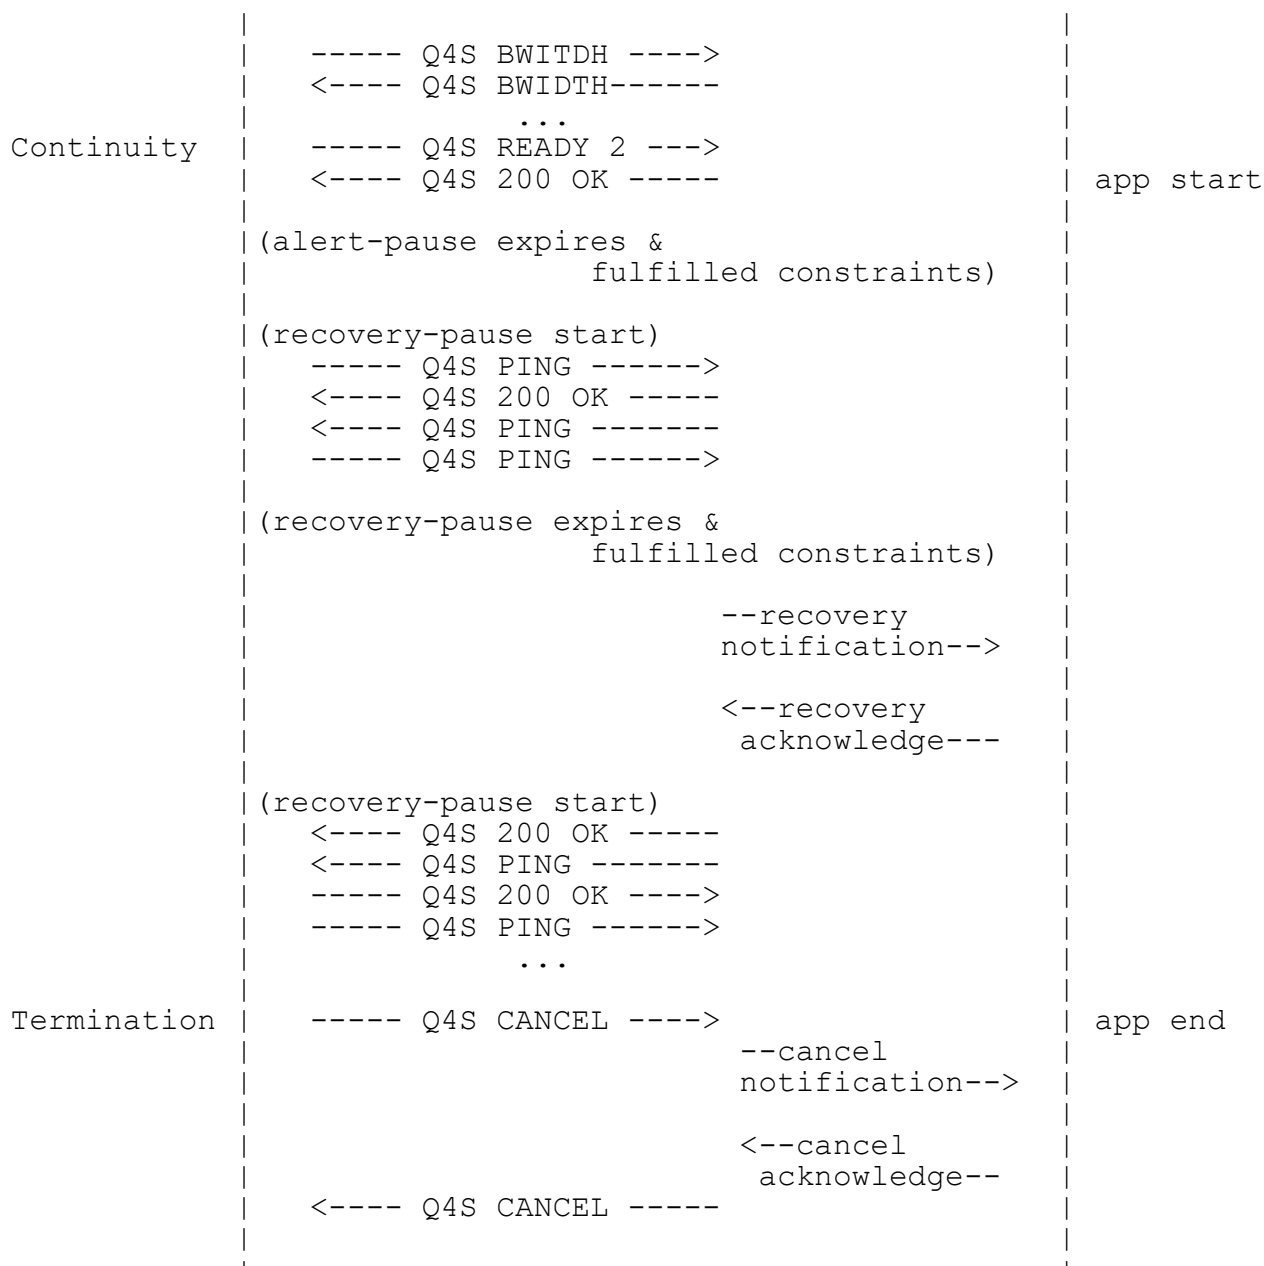 ----- Q4S BWITDH ---->
<---- Q4S BWIDTH------
...
Continuity ----- Q4S READY 2 --->
<---- Q4S 200 OK ----- app start
(alert-pause expires &
fulfilled constraints)
(recovery-pause start)
----- Q4S PING ------>
<---- Q4S 200 OK -----
<---- Q4S PING -------
----- Q4S PING ------>
(recovery-pause expires &
fulfilled constraints)
--recovery
notification-->
<--recovery
acknowledge---
(recovery-pause start)
<---- Q4S 200 OK -----
<---- Q4S PING -------
----- Q4S 200 OK ---->
----- Q4S PING ------>
...
Termination ----- Q4S CANCEL ----> app end
--cancel
notification-->
<--cancel
acknowledge--
<---- Q4S CANCEL -----